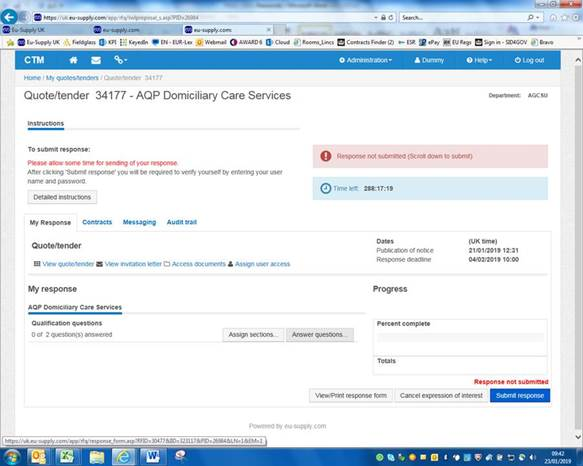 https://uk.eu-supply.com/app/rfq/rwlproposal_s.asp?PID=26984
Eu-Supply UK
eu-supply.com:
eu-supply.com:
Eu-Supply UK Fieldglass KPI KeyedIn EN - EUR-Lex Webmail AWARD 6 Cloud Rooms_Lincs Contracts Finder (2) ESR ePay EU Regs Account sign in - SID4GOV Bravo
CTM
Administration
Dummy
Help
Log out
Home / My quotes/tenders / Quote/tender 34177
Quote/tender 34177 - AQP Domiciliary Care Services
Department: AGCSU
Instructions
To submit response:
Please allow some time for sending of your response.
After clicking 'Submit response' you will be required to verify yourself by entering your user
name and password.
Detailed instructions
Response not submitted (Scroll down to submit)
Time left: 288:17:19
My Response Contracts Messaging Audit trail
Quote/tender
View quote/tender View invitation letter Access documents Assign user access
Dates (UK time)
Publication of notice 21/01/2019 12:31
Response deadline 04/02/2019 10:00
My response
AQP Domiciliary Care Services
Qualification questions
0 of 2 question(s) answered
Assign sections...
Answer questions...
Progress
Percent complete
Totals
Response not submitted
View/Print response form
Cancel expression of interest
Submit response
Powered by eu-supply.com
09:42
23/01/2019